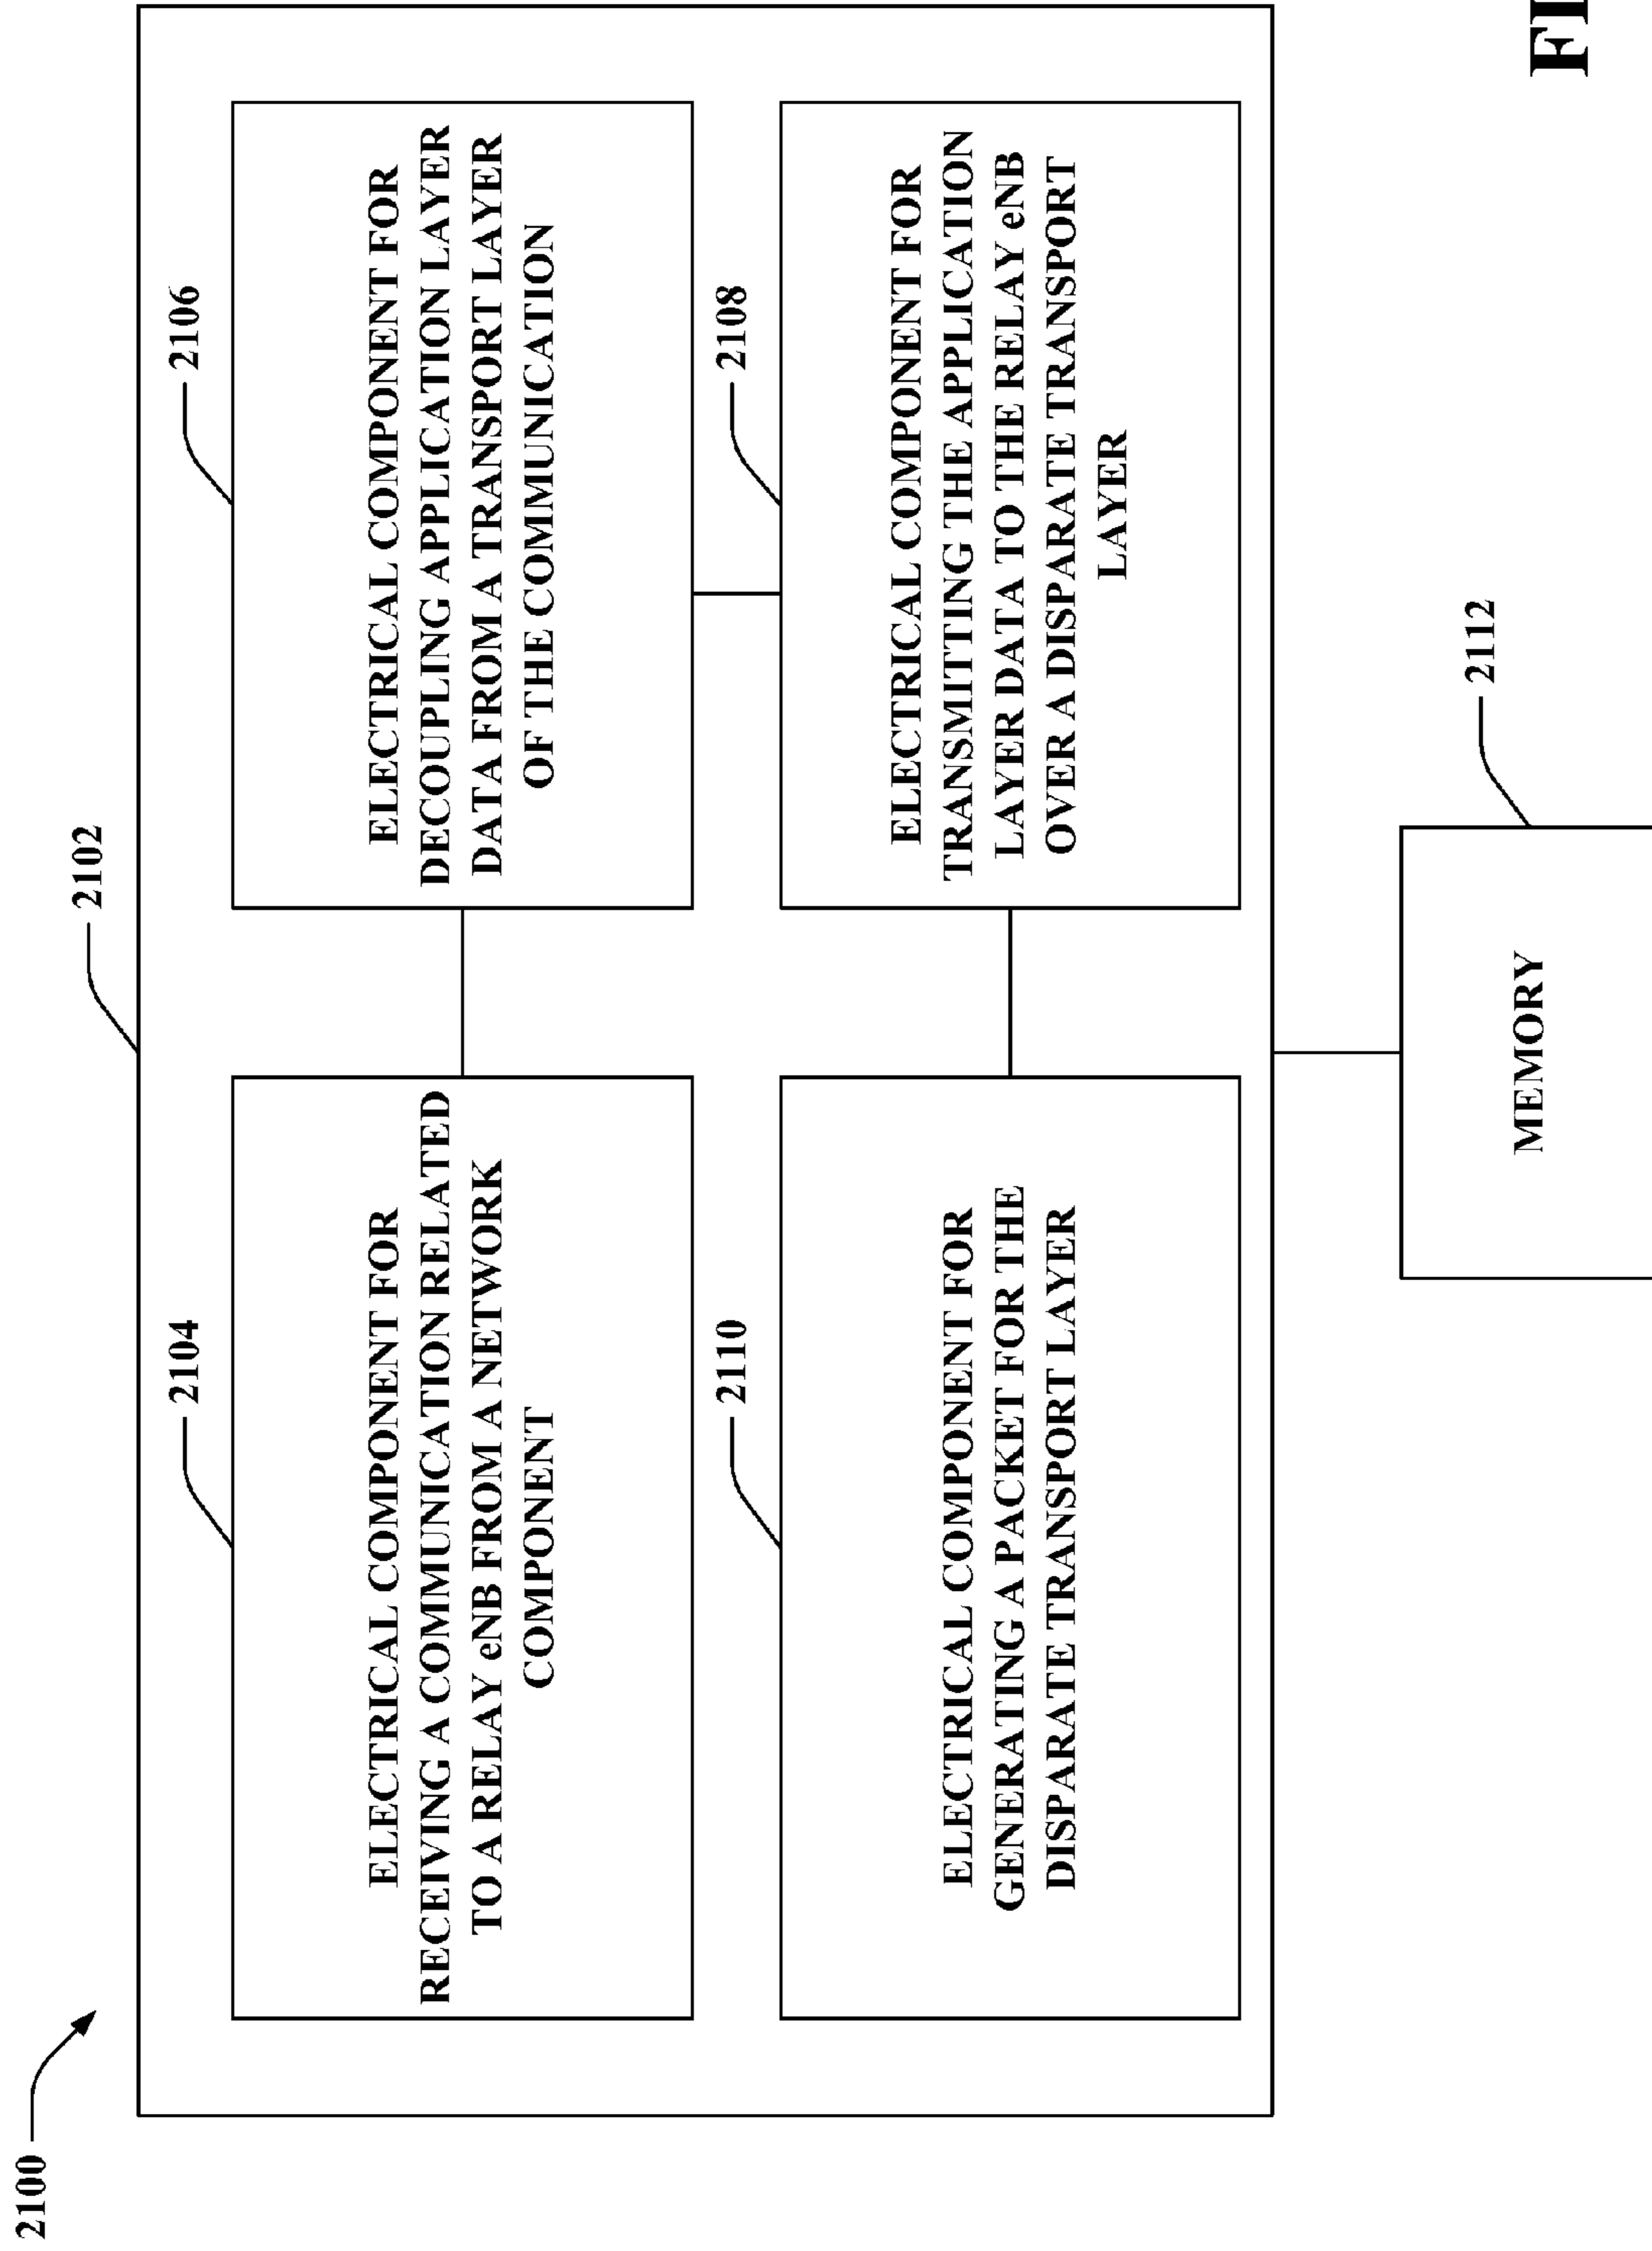 2100
2102
2104
ELECTRICAL COMPONENT FOR
RECEIVING A COMMUNICATION RELATED
TO A RELAY eNB FROM A NETWORK
COMPONENT
2106
ELECTRICAL COMPONENT FOR
DECOUPLING APPLICATION LAYER
DATA FROM A TRANSPORT LAYER
OF THE COMMUNICATION
2110
ELECTRICAL COMPONENT FOR
GENERATING A PACKET FOR THE
DISPARATE TRANSPORT LAYER
2108
ELECTRICAL COMPONENT FOR
TRANSMITTING THE APPLICATION
LAYER DATA TO THE RELAY eNB
OVER A DISPARATE TRANSPORT
LAYER
2112
MEMORY